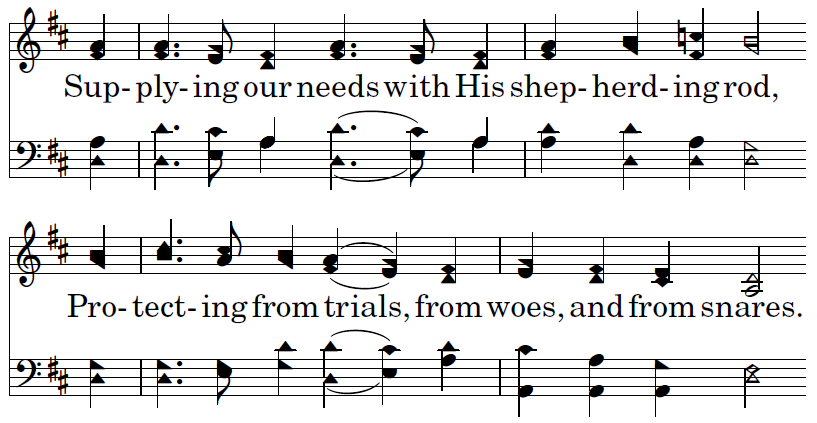 Sup- ply- ing our needs with His shep- herd- ing rod,
Pro- tect- ing from trials, from woes, and from snares.